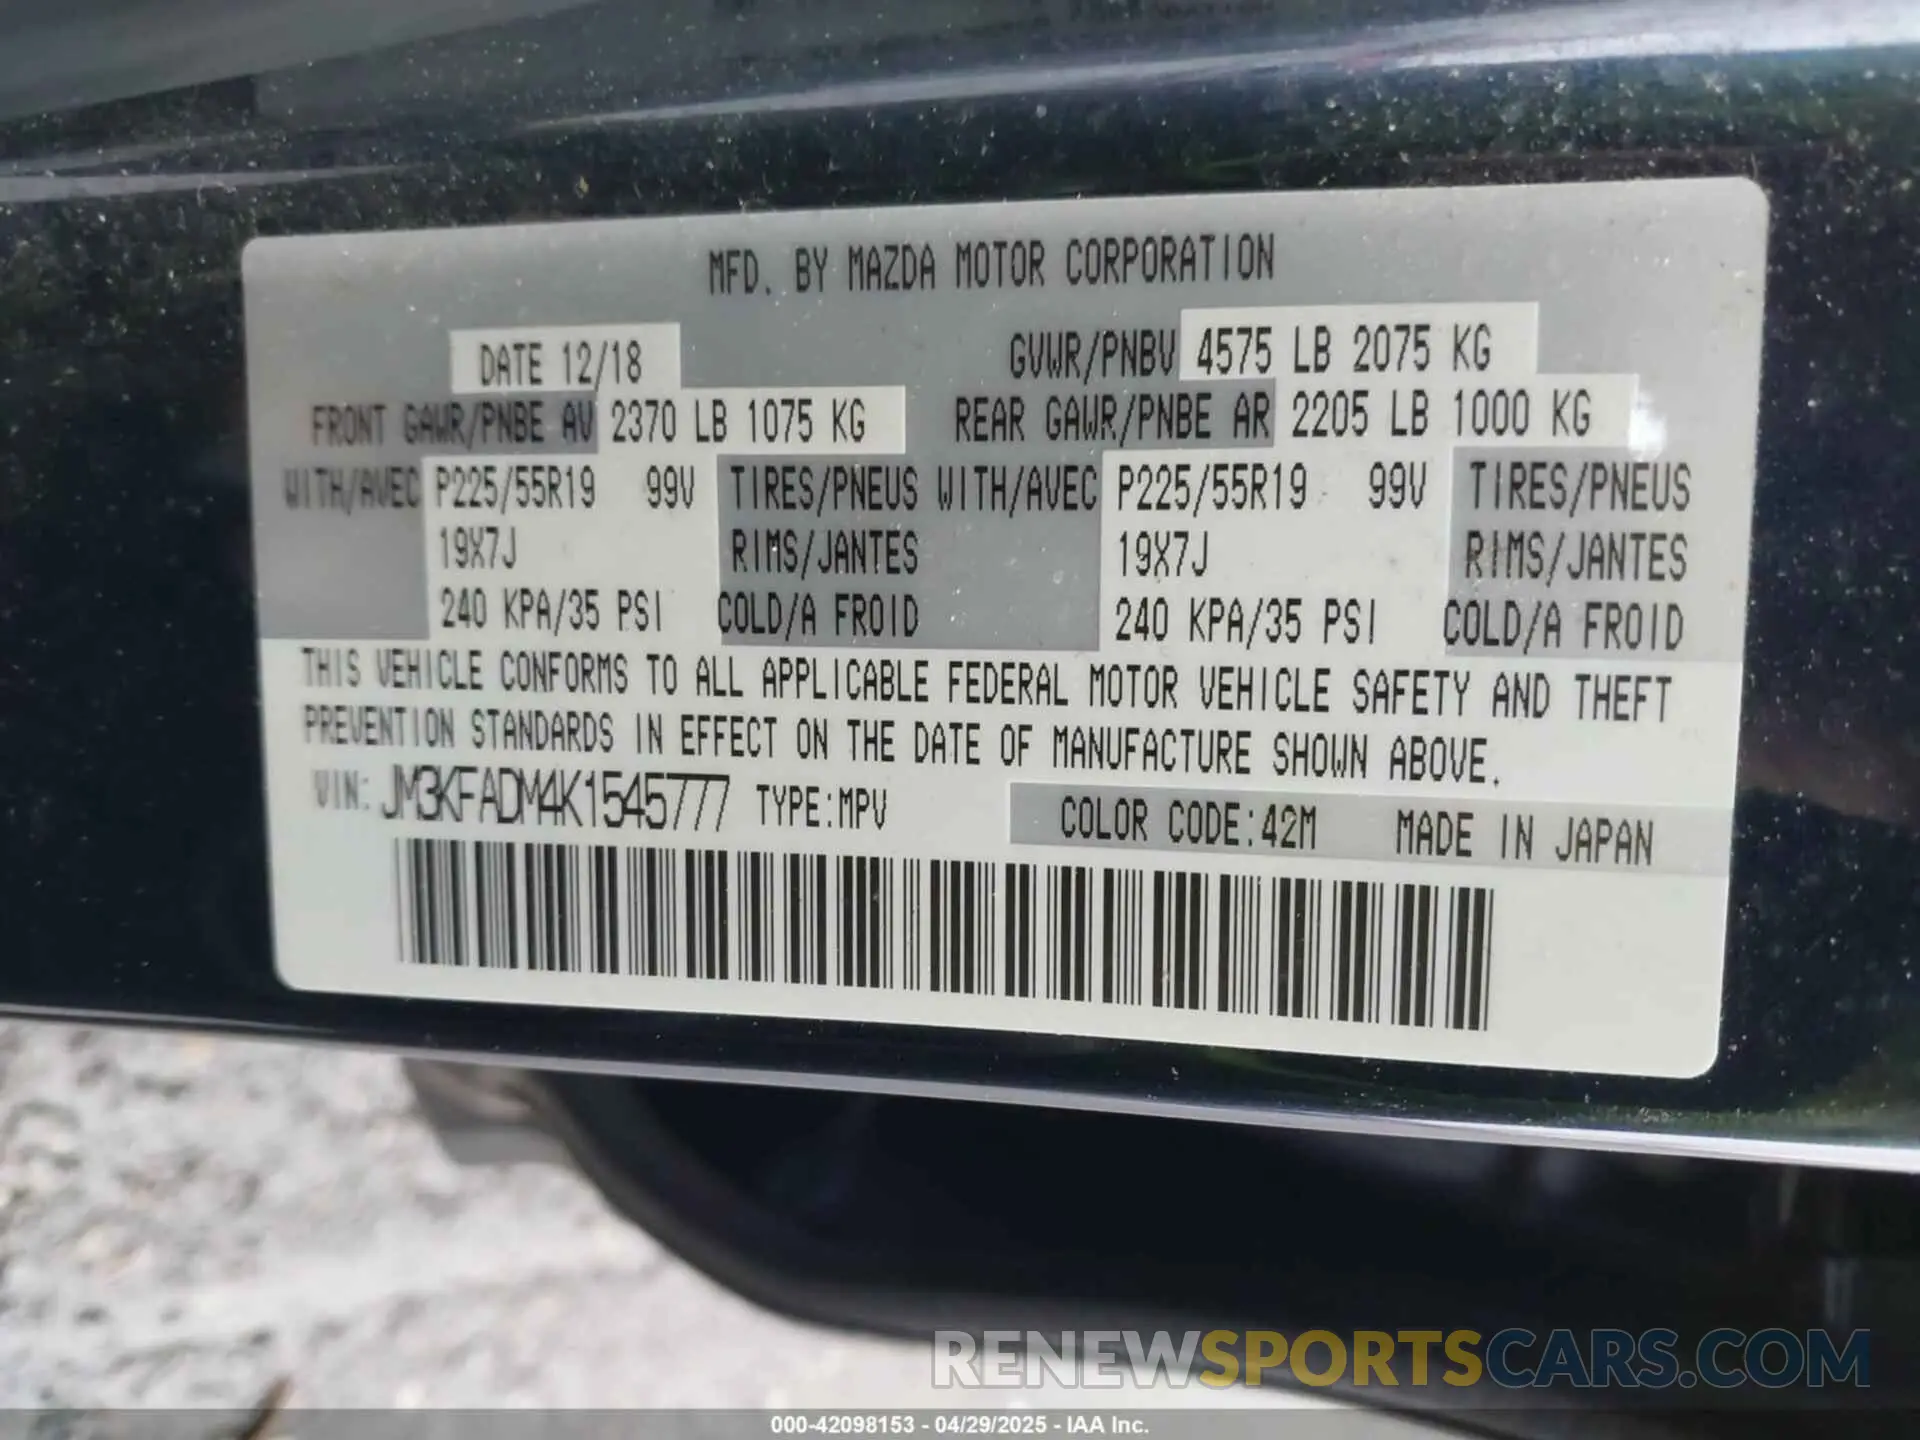 MFD. BY MAZDA MOTOR CORPORATION
DATE 12/18 GVWR/PNBV 4575 LB 2075 KG
FRONT GAWR/PNBE AV 2370 LB 1075 KG REAR GAWR/PNBE AR 2205 LB 1000 KG
WITH/AVEC P225/55R19 99V TIRES/PNEUS WITH/AVEC P225/55R19 99V TIRES/PNEUS
19X7J RIMS/JANTES 19X7J RIMS/JANTES
240 KPA/35 PSI COLD/A FROID 240 KPA/35 PSI COLD/A FROID
THIS VEHICLE CONFORMS TO ALL APPLICABLE FEDERAL MOTOR VEHICLE SAFETY AND THEFT
PREVENTION STANDARDS IN EFFECT ON THE DATE OF MANUFACTURE SHOWN ABOVE.
VIN: JM3KFADM4K1545777 TYPE:MPV COLOR CODE:42M MADE IN JAPAN
RENEWSPORTSCARS.COM
000-42098153 - 04/29/2025 - IAA Inc.